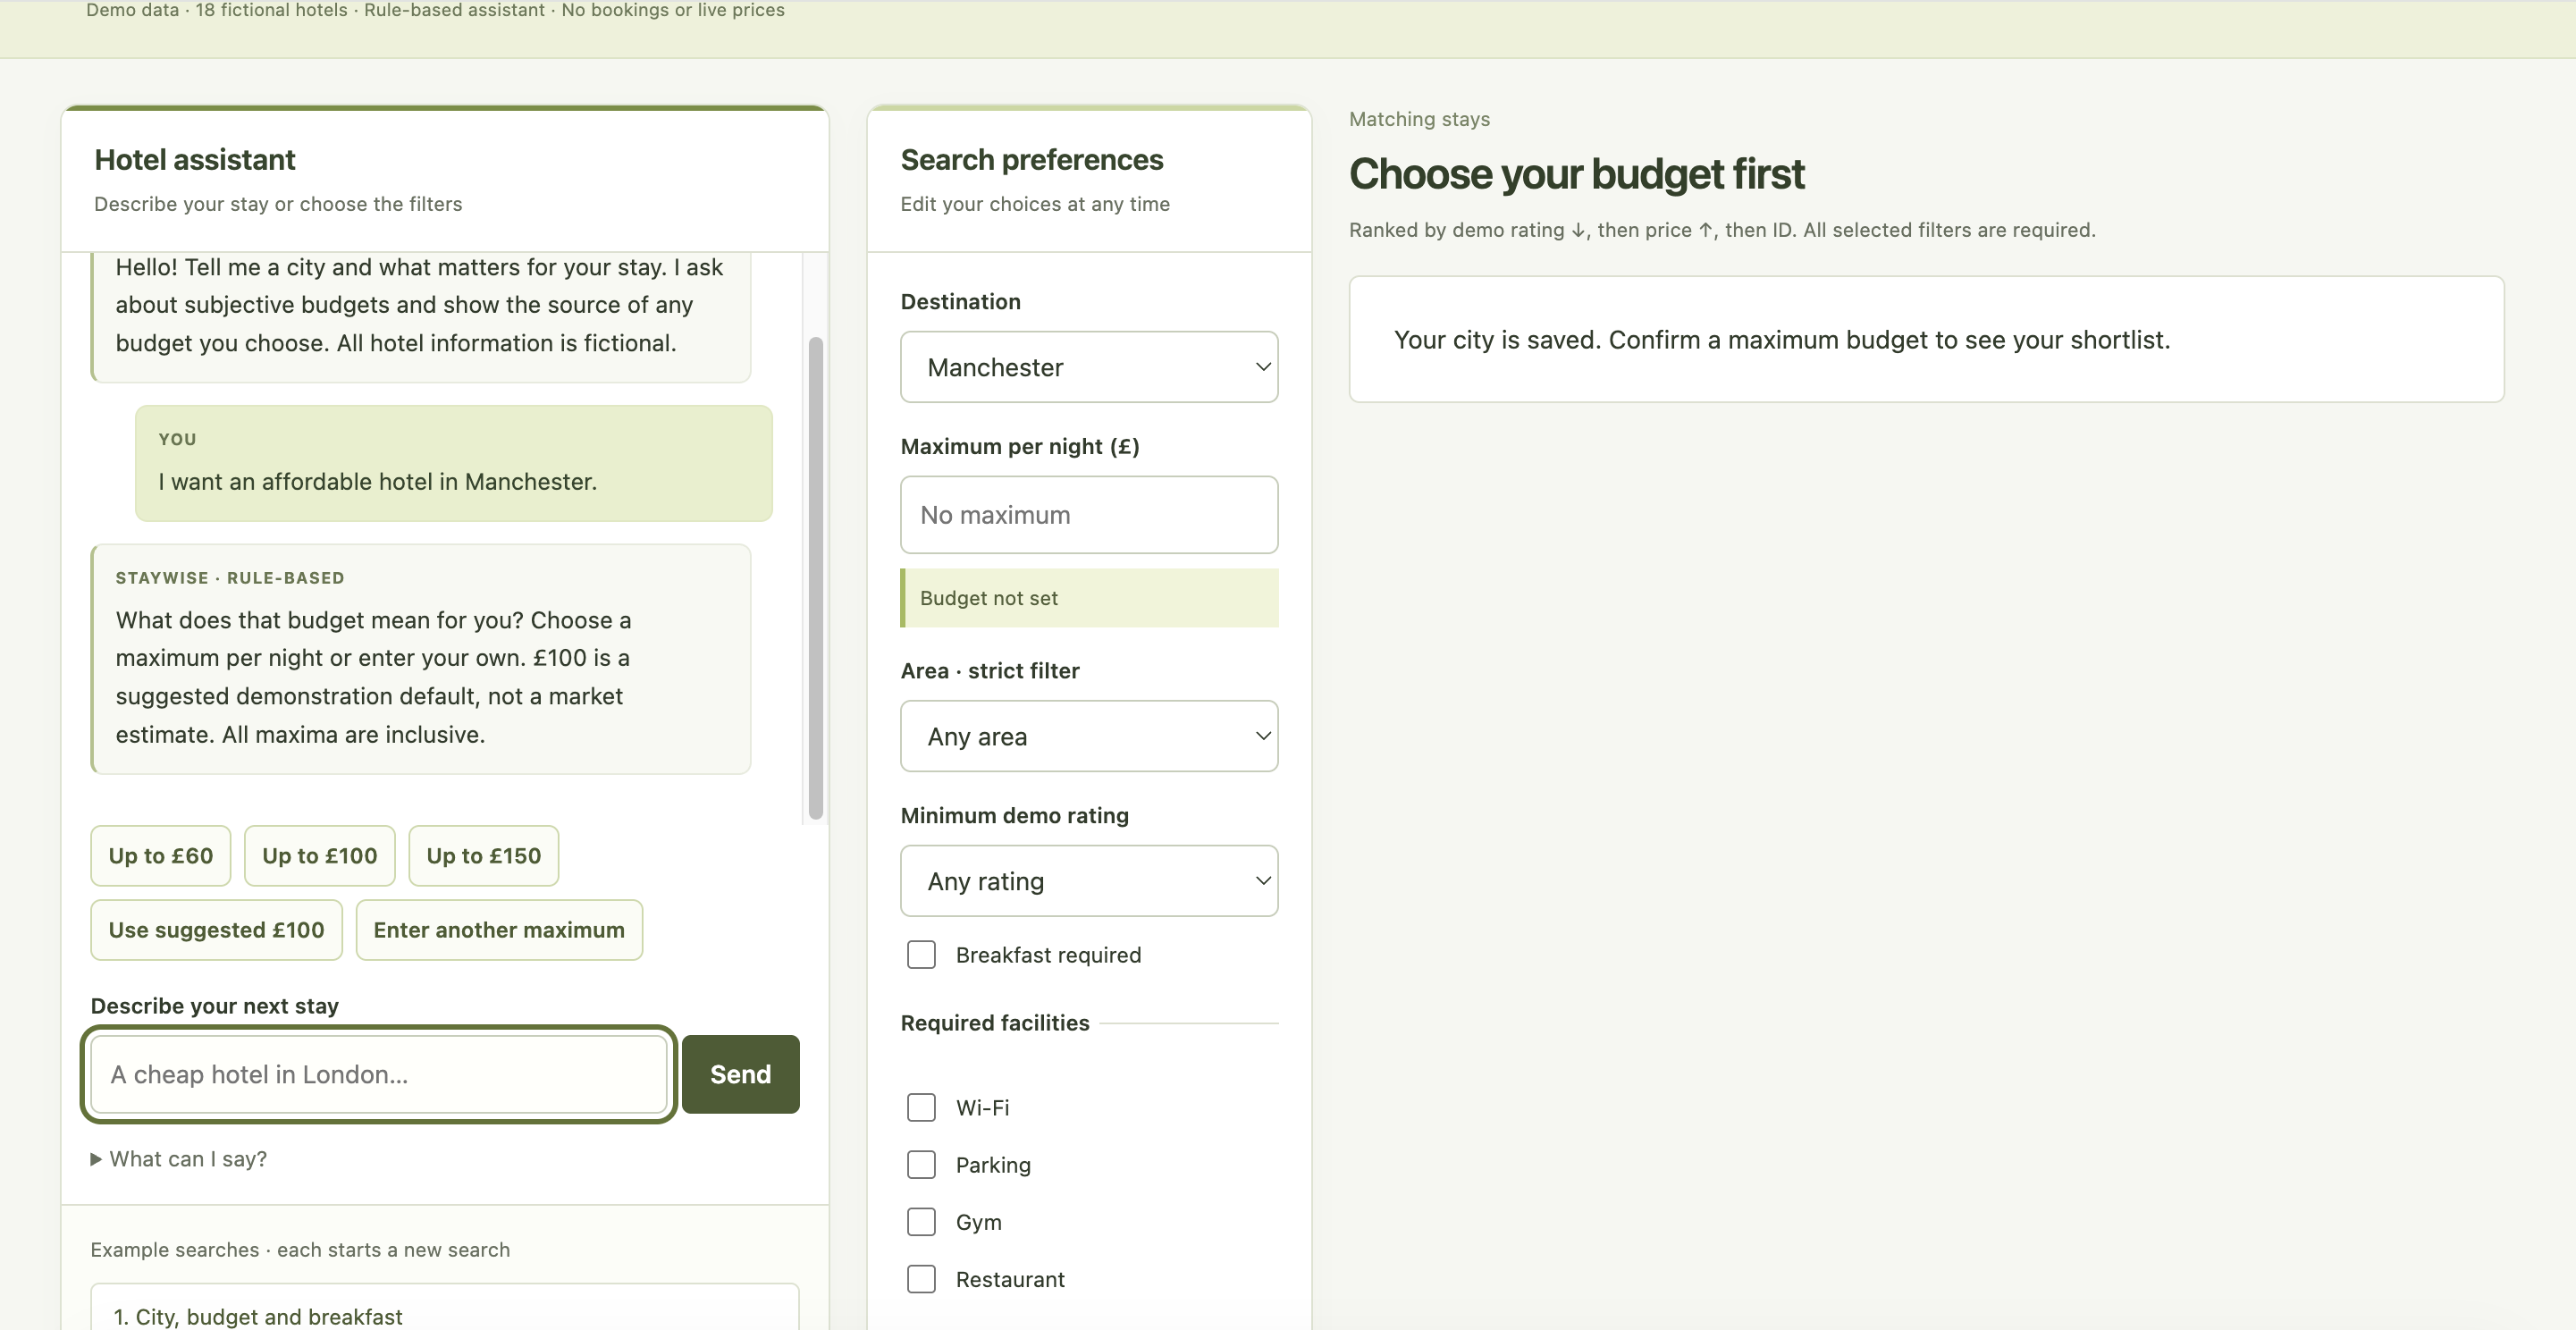 Demo data · 18 fictional hotels · Rule-based assistant · No bookings or live prices
Hotel assistant
Describe your stay or choose the filters
Hello! Tell me a city and what matters for your stay. I ask
about subjective budgets and show the source of any
budget you choose. All hotel information is fictional.
YOU
I want an affordable hotel in Manchester.
STAYWISE · RULE-BASED
What does that budget mean for you? Choose a
maximum per night or enter your own. £100 is a
suggested demonstration default, not a market
estimate. All maxima are inclusive.
Up to £60
Up to £100
Up to £150
Use suggested £100
Enter another maximum
Describe your next stay
A cheap hotel in London...
Send
What can I say?
Example searches · each starts a new search
1. City, budget and breakfast
Search preferences
Edit your choices at any time
Destination
Manchester
Maximum per night (£)
No maximum
Budget not set
Area · strict filter
Any area
Minimum demo rating
Any rating
Breakfast required
Required facilities
Wi-Fi
Parking
Gym
Restaurant
Matching stays
Choose your budget first
Ranked by demo rating ↓, then price ↑, then ID. All selected filters are required.
Your city is saved. Confirm a maximum budget to see your shortlist.